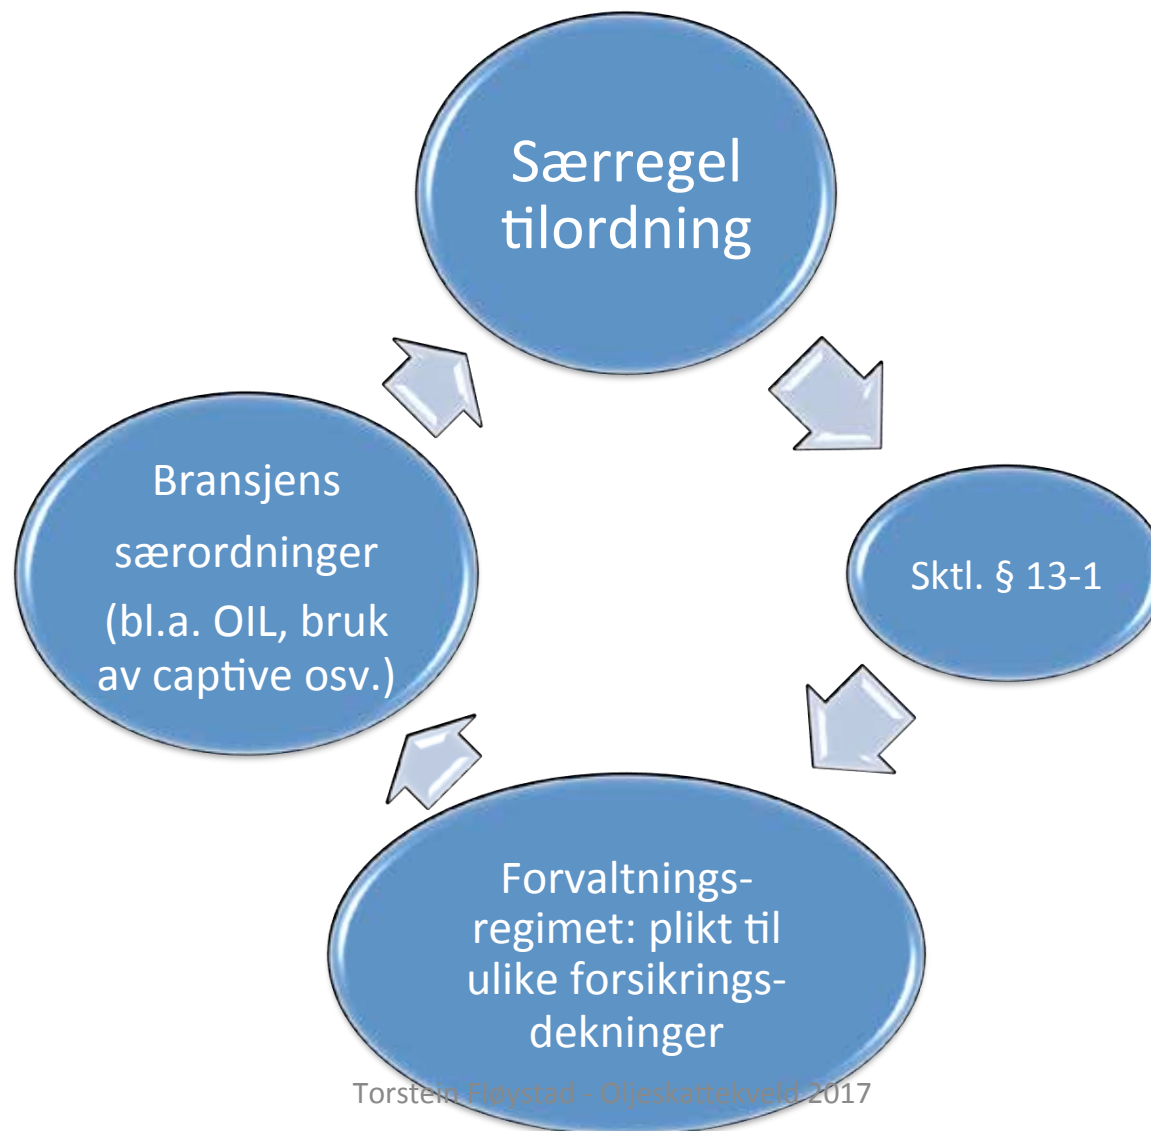 Særregel
tilordning
Bransjens
særordninger
(bl.a. OIL, bruk
av captive osv.)
Sktl. § 13-1
Forvaltnings-
regimet: plikt til
ulike forsikrings-
dekninger
Torstein Fløystad - Oljeskattekveld 2017